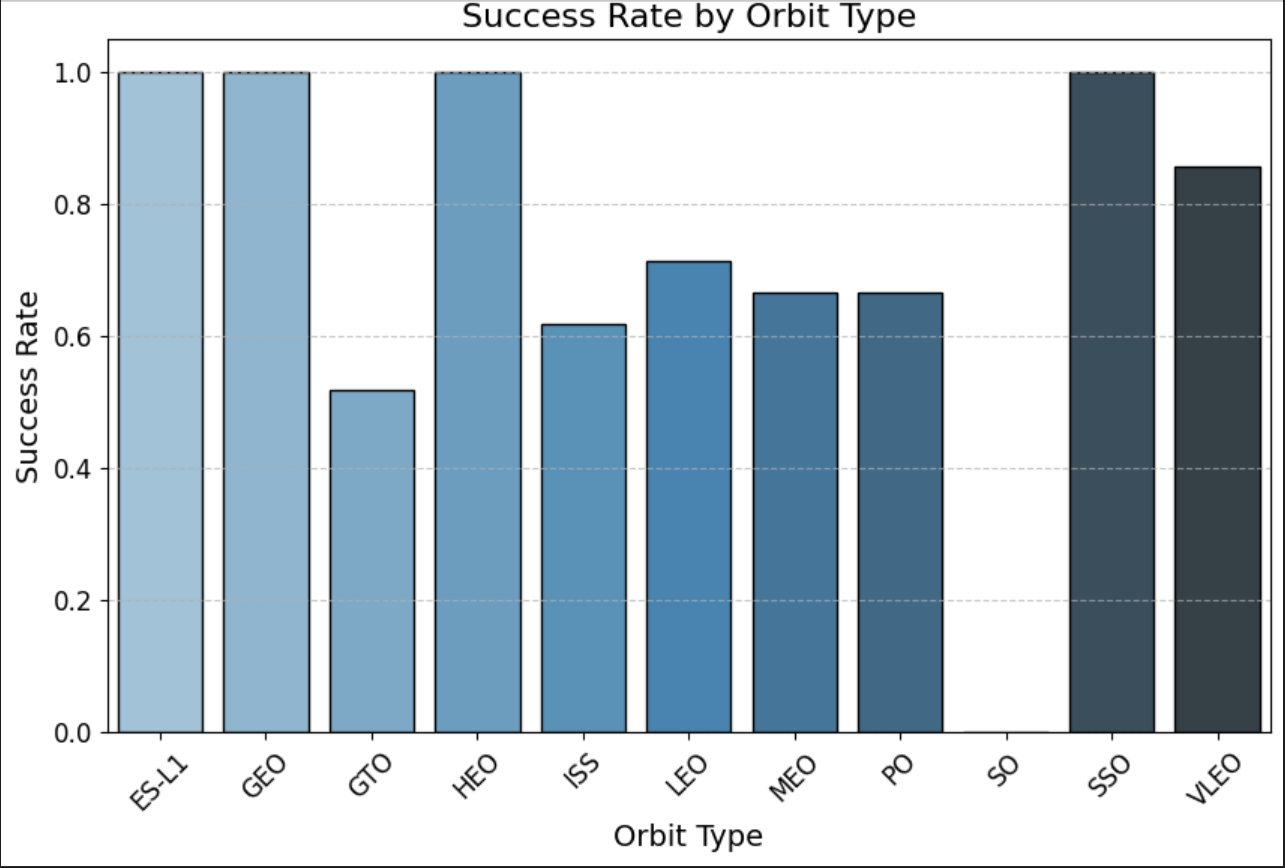 Success Rate by Orbit Type
Success Rate
1.0
0.8
0.6
0.4
0.2
0.0
ES-L1
GEO
GTO
HEO
ISS
LEO
MEO
PO
SO
SSO
VLEO
Orbit Type